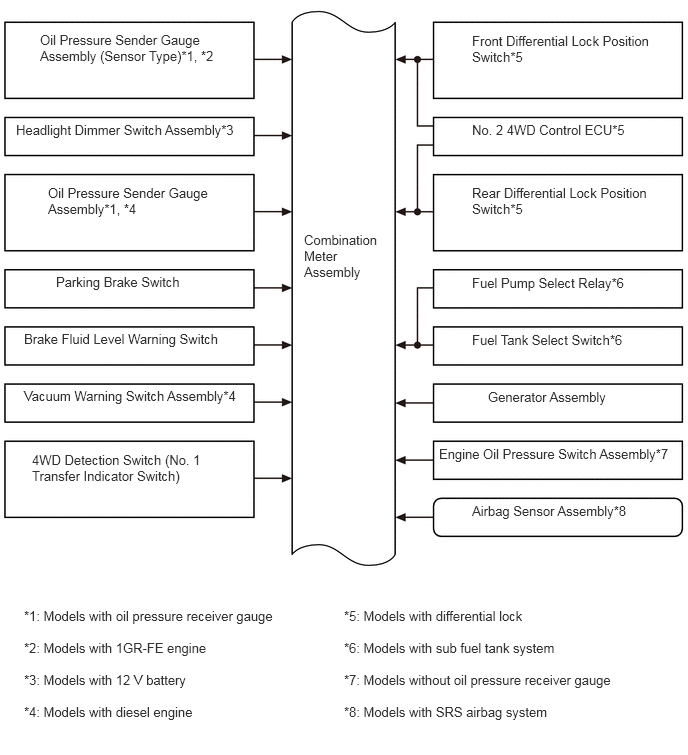 Oil Pressure Sender Gauge
Assembly (Sensor Type)*1, *2
Headlight Dimmer Switch Assembly*3
Oil Pressure Sender Gauge
Assembly*1, *4
Parking Brake Switch
Brake Fluid Level Warning Switch
Vacuum Warning Switch Assembly*4
4WD Detection Switch (No. 1
Transfer Indicator Switch)
Combination
Meter
Assembly
Front Differential Lock Position
Switch*5
No. 2 4WD Control ECU*5
Rear Differential Lock Position
Switch*5
Fuel Pump Select Relay*6
Fuel Tank Select Switch*6
Generator Assembly
Engine Oil Pressure Switch Assembly*7
Airbag Sensor Assembly*8
*1: Models with oil pressure receiver gauge
*2: Models with 1GR-FE engine
*3: Models with 12 V battery
*4: Models with diesel engine
*5: Models with differential lock
*6: Models with sub fuel tank system
*7: Models without oil pressure receiver gauge
*8: Models with SRS airbag system